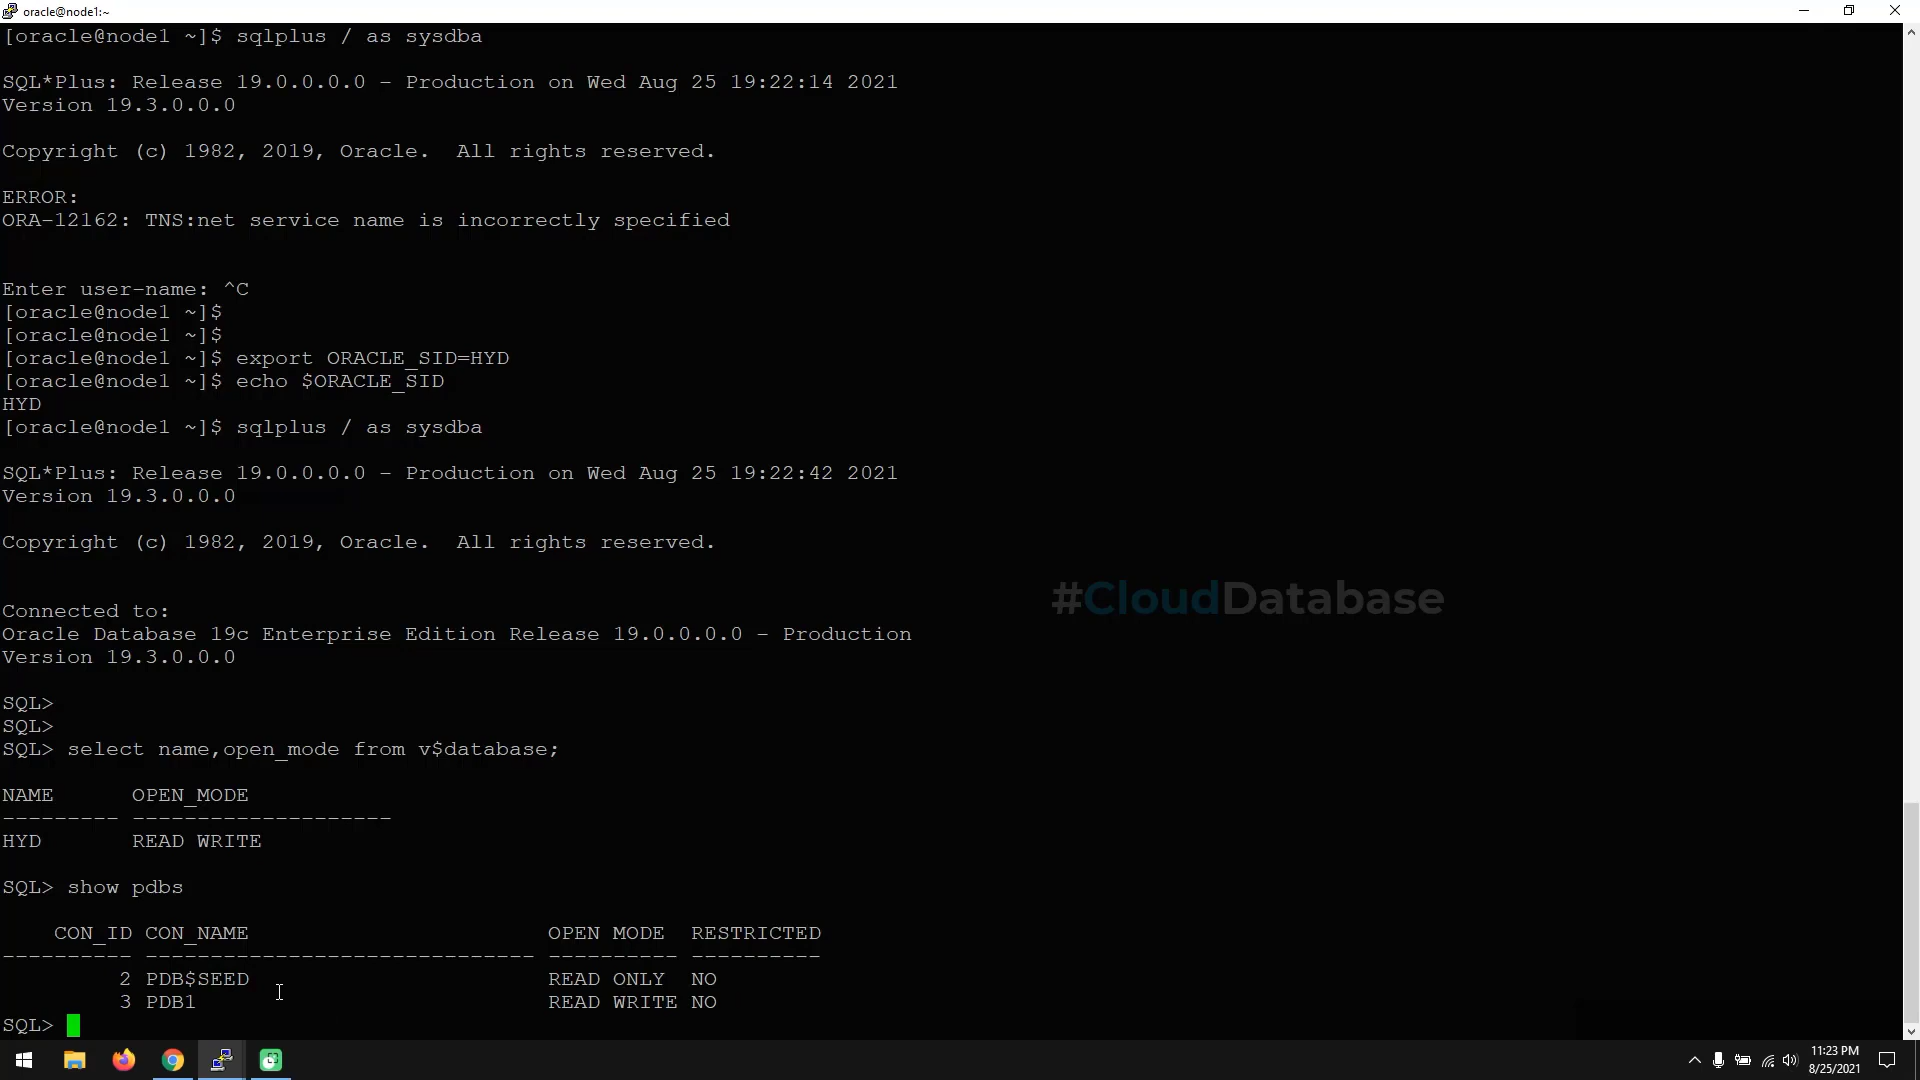 oracle@node1:~
[oracle@node1 ~]$ sqlplus / as sysdba
SQL*Plus: Release 19.0.0.0.0 - Production on Wed Aug 25 19:22:14 2021
Version 19.3.0.0.0
Copyright (c) 1982, 2019, Oracle.  All rights reserved.
ERROR:
ORA-12162: TNS:net service name is incorrectly specified
Enter user-name: ^C
[oracle@node1 ~]$
[oracle@node1 ~]$
[oracle@node1 ~]$ export ORACLE_SID=HYD
[oracle@node1 ~]$ echo $ORACLE_SID
HYD
[oracle@node1 ~]$ sqlplus / as sysdba
SQL*Plus: Release 19.0.0.0.0 - Production on Wed Aug 25 19:22:42 2021
Version 19.3.0.0.0
Copyright (c) 1982, 2019, Oracle.  All rights reserved.
#CloudDatabase
Connected to:
Oracle Database 19c Enterprise Edition Release 19.0.0.0.0 - Production
Version 19.3.0.0.0
SQL>
SQL>
SQL> select name,open_mode from v$database;
NAME      OPEN_MODE
--------- --------------------
HYD       READ WRITE
SQL> show pdbs
    CON_ID CON_NAME                       OPEN MODE  RESTRICTED
---------- ------------------------------ ---------- ----------
         2 PDB$SEED                       READ ONLY  NO
         3 PDB1                           READ WRITE NO
SQL>
11:23 PM
8/25/2021